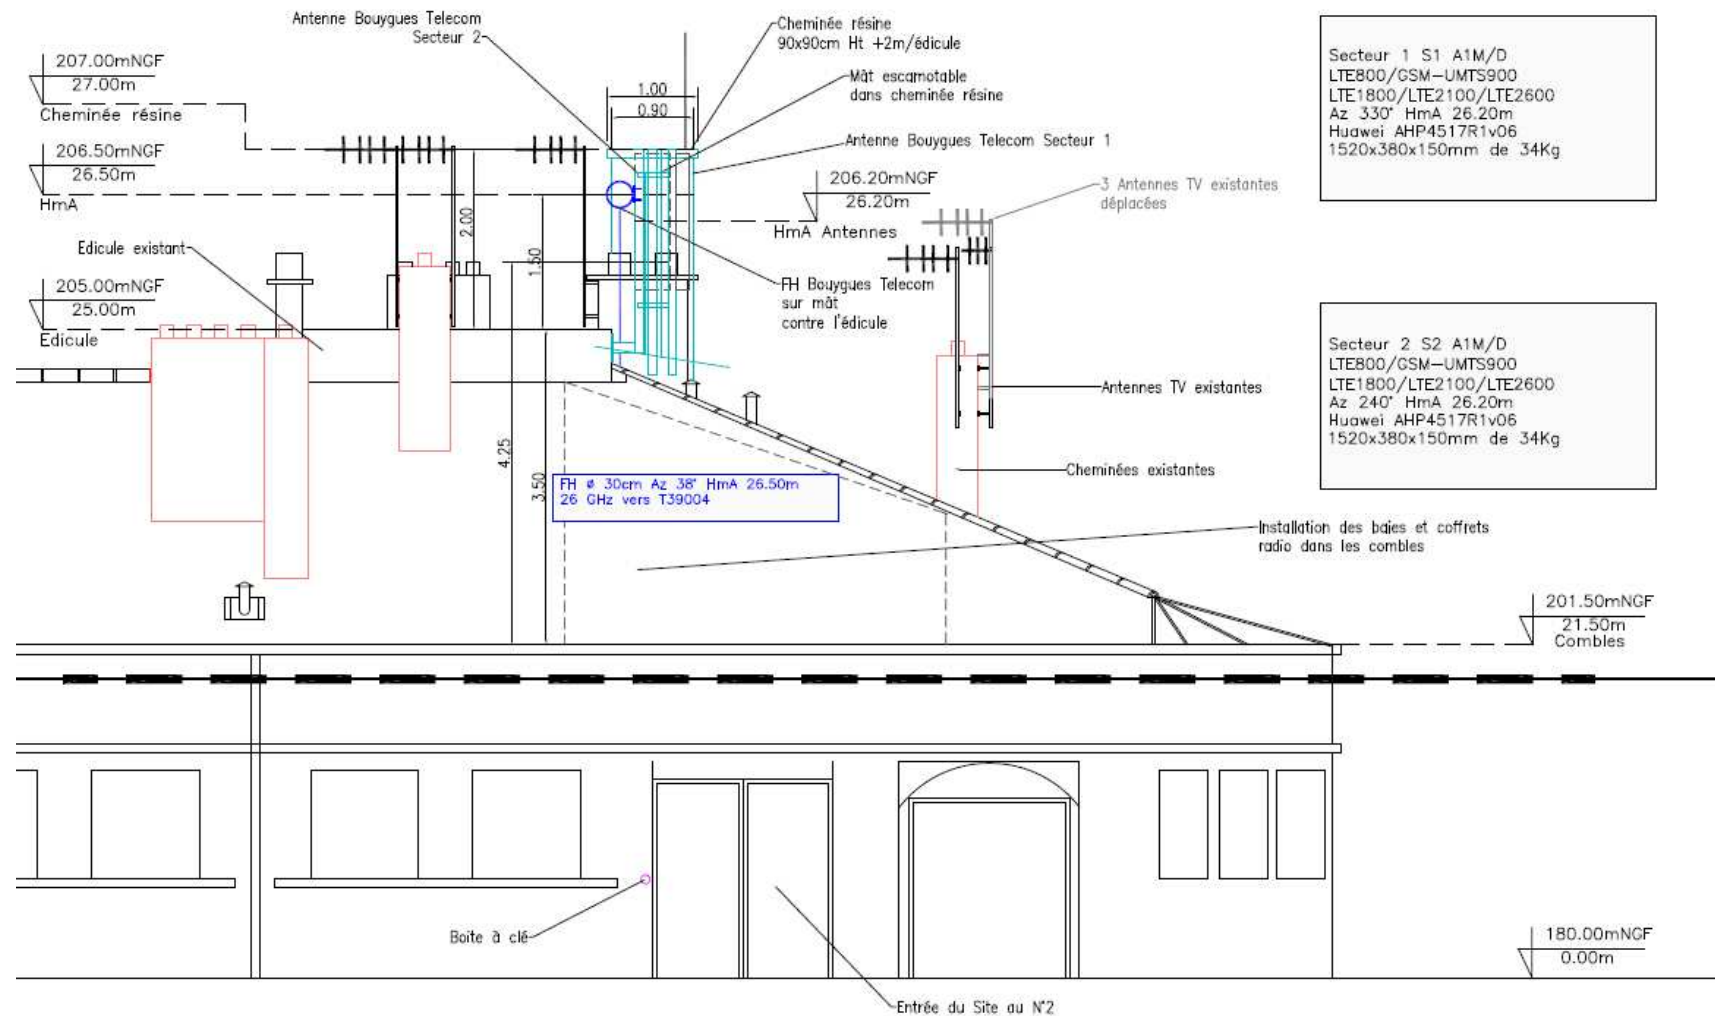 Antenne Bouygues Telecom
Secteur 2
Cheminée résine
90x90cm Ht +2m/édicule
Secteur 1 S1 A1M/D
LTE800/GSM-UMTS900
LTE1800/LTE2100/LTE2600
Az 330° HmA 26.20m
Huawei AHP4517R1v06
1520x380x150mm de 34Kg
207.00mNGF
27.00m
Cheminée résine
1.00
0.90
Mât escamotable
dans cheminée résine
Antenne Bouygues Telecom Secteur 1
206.50mNGF
26.50m
HmA
206.20mNGF
26.20m
HmA Antennes
3 Antennes TV existantes
déplacées
2.00
1.50
Edicule existant
205.00mNGF
25.00m
Edicule
FH Bouygues Telecom
sur mât
contre l'édicule
Secteur 2 S2 A1M/D
LTE800/GSM-UMTS900
LTE1800/LTE2100/LTE2600
Az 240° HmA 26.20m
Huawei AHP4517R1v06
1520x380x150mm de 34Kg
Antennes TV existantes
4.25
3.50
Cheminées existantes
FH ø 30cm Az 38° HmA 26.50m
26 GHz vers T39004
Installation des baies et coffrets
radio dans les combles
201.50mNGF
21.50m
Combles
Boite à clé
180.00mNGF
0.00m
Entrée du Site au N°2